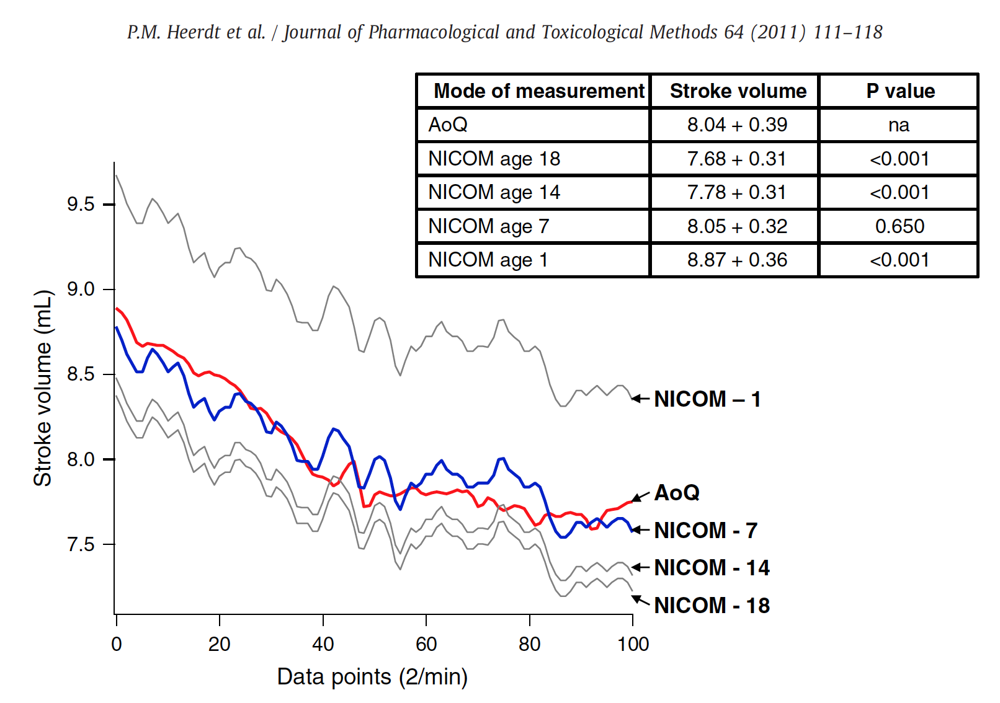 P.M. Heerdt et al. / Journal of Pharmacological and Toxicological Methods 64 (2011) 111–118
Mode of measurement Stroke volume P value
AoQ 8.04 + 0.39 na
NICOM age 18 7.68 + 0.31 <0.001
NICOM age 14 7.78 + 0.31 <0.001
NICOM age 7 8.05 + 0.32 0.650
NICOM age 1 8.87 + 0.36 <0.001
Stroke volume (mL)
9.5
9.0
8.5
8.0
7.5
NICOM – 1
AoQ
NICOM - 7
NICOM - 14
NICOM - 18
0 20 40 60 80 100
Data points (2/min)